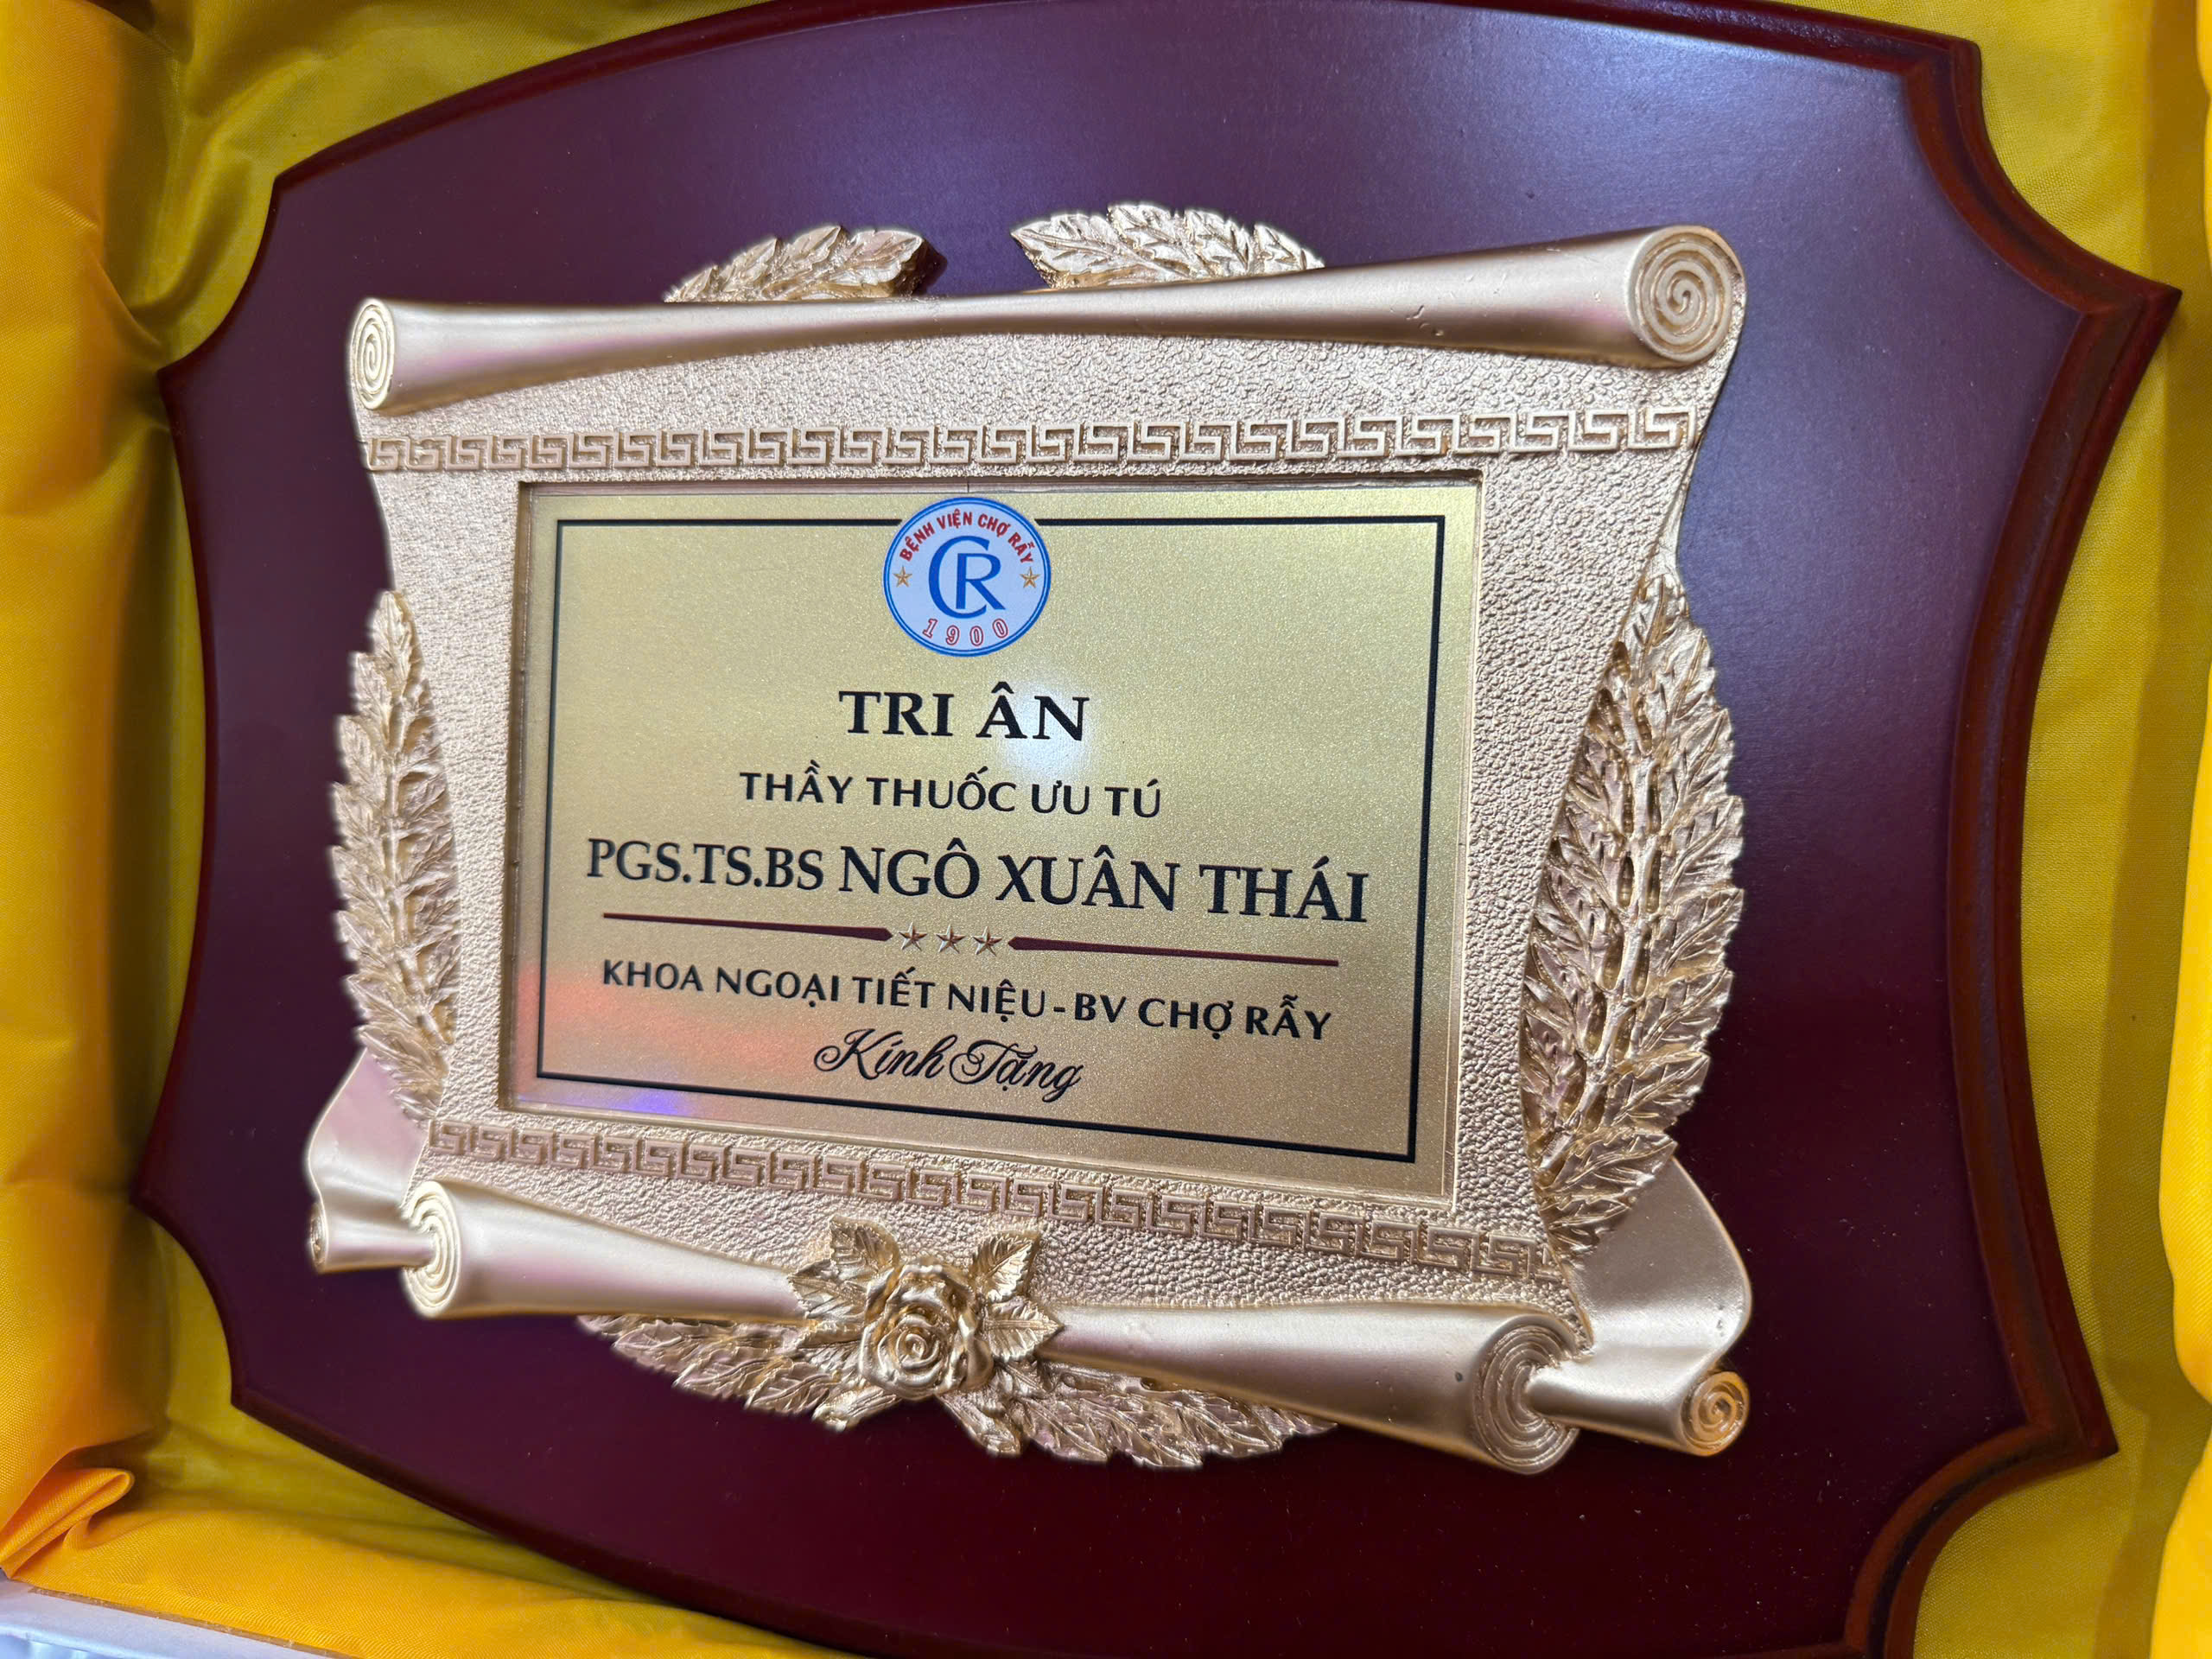 BỆNH VIỆN CHỢ RẪY
CR
1900
TRI ÂN
THẦY THUỐC ƯU TÚ
PGS.TS.BS NGÔ XUÂN THÁI
KHOA NGOẠI TIẾT NIỆU - BV CHỢ RẪY
Kính Tặng